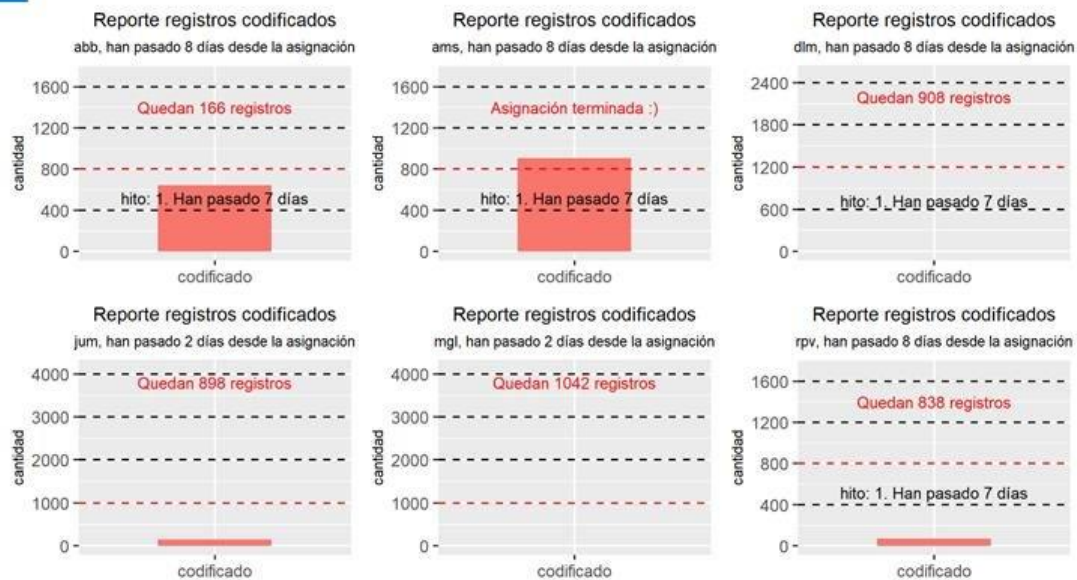 Reporte registros codificados
abb, han pasado 8 días desde la asignación
1600
Quedan 166 registros
1200
800
hito: 1. Han pasado 7 días
400
0
cantidad
codificado
Reporte registros codificados
ams, han pasado 8 días desde la asignación
1600
Asignación terminada :)
1200
800
hito: 1. Han pasado 7 días
400
0
cantidad
codificado
Reporte registros codificados
dlm, han pasado 8 días desde la asignación
2400
Quedan 908 registros
1800
1200
hito: 1. Han pasado 7 días
600
0
cantidad
codificado
Reporte registros codificados
jum, han pasado 2 días desde la asignación
4000
Quedan 898 registros
3000
2000
1000
0
cantidad
codificado
Reporte registros codificados
mgl, han pasado 2 días desde la asignación
4000
Quedan 1042 registros
3000
2000
1000
0
cantidad
codificado
Reporte registros codificados
rpv, han pasado 8 días desde la asignación
1600
Quedan 838 registros
1200
800
hito: 1. Han pasado 7 días
400
0
cantidad
codificado